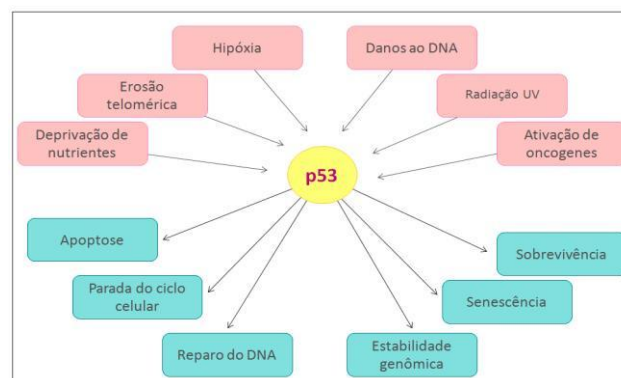 Hipóxia
Danos ao DNA
Erosão
telomérica
Radiação UV
Deprivação de
nutrientes
Ativação de
oncogenes
p53
Apoptose
Sobrevivência
Parada do ciclo
celular
Senescência
Reparo do DNA
Estabilidade
genômica